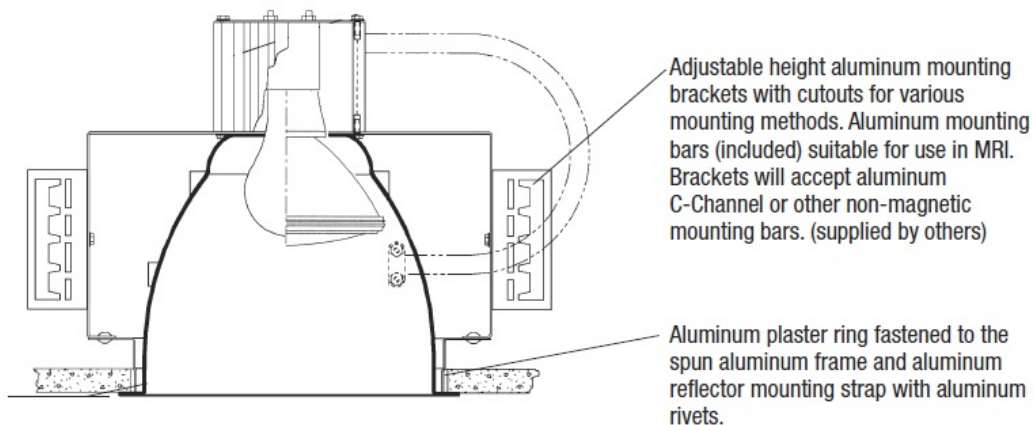 Adjustable height aluminum mounting
brackets with cutouts for various
mounting methods. Aluminum mounting
bars (included) suitable for use in MRI.
Brackets will accept aluminum
C-Channel or other non-magnetic
mounting bars. (supplied by others)
Aluminum plaster ring fastened to the
spun aluminum frame and aluminum
reflector mounting strap with aluminum
rivets.